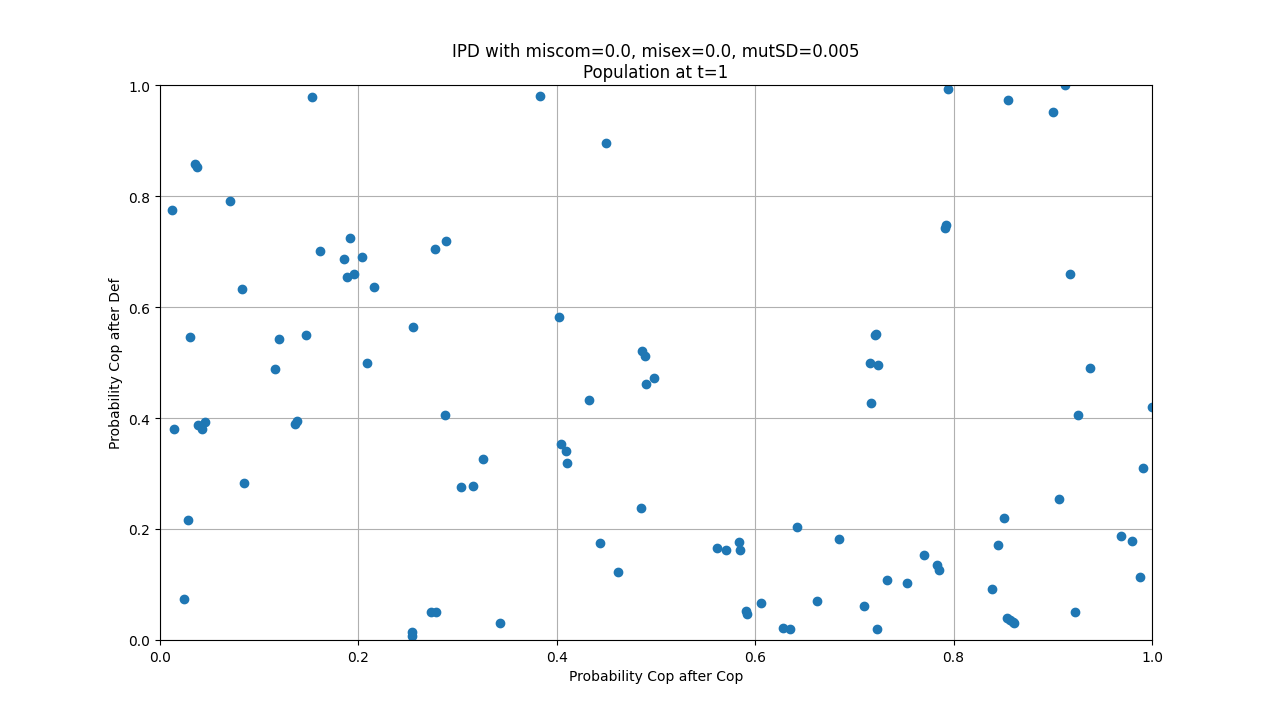 IPD with miscom=0.0, misex=0.0, mutSD=0.005
Population at t=1
1.0
0.8
0.6
0.4
0.2
0.0
Probability Cop after Def
0.0 0.2 0.4 0.6 0.8 1.0
Probability Cop after Cop